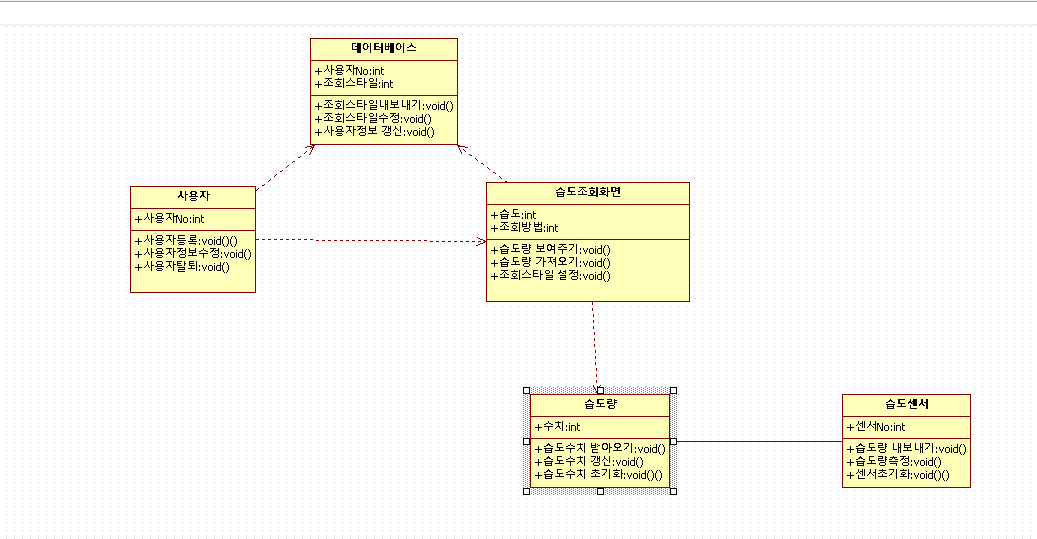 데이터베이스
+사용자No:int
+조회스타일:int
+조회스타일내보내기:void()
+조회스타일수정:void()
+사용자정보 갱신:void()
사용자
+사용자No:int
+사용자등록:void()()
+사용자정보수정:void()
+사용자탈퇴:void()
습도조회화면
+습도:int
+조회방법:int
+습도량 보여주기:void()
+습도량 가져오기:void()
+조회스타일 설정:void()
습도량
+수치:int
+습도수치 받아오기:void()
+습도수치 갱신:void()
+습도수치 초기화:void()()
습도센서
+센서No:int
+습도량 내보내기:void()
+습도량측정:void()
+센서초기화:void()()